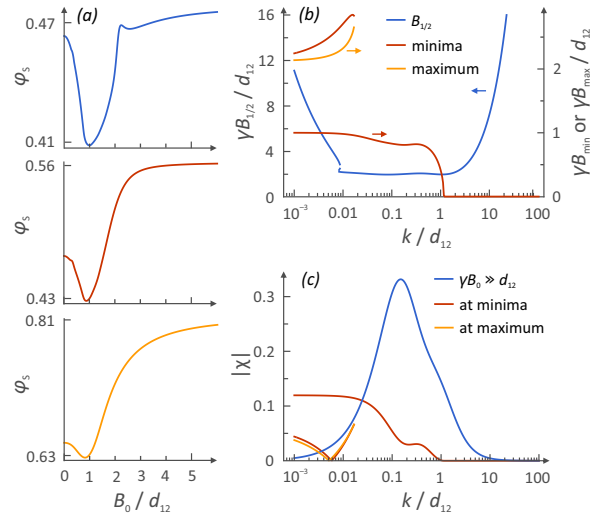 (a)
0.47
φₛ
0.41
0.56
φₛ
0.43
0.81
φₛ
0.63
0 1 2 3 4 5
B₀ / d₁₂
(b)
16
12
8
4
0
γB₁/₂ / d₁₂
B₁/₂
minima
maximum
2
1
0
γB_min or γB_max / d₁₂
10⁻³ 0.01 0.1 1 10 100
k / d₁₂
(c)
0.3
0.2
0.1
0
|χ|
γB₀ ≫ d₁₂
at minima
at maximum
10⁻³ 0.01 0.1 1 10 100
k / d₁₂